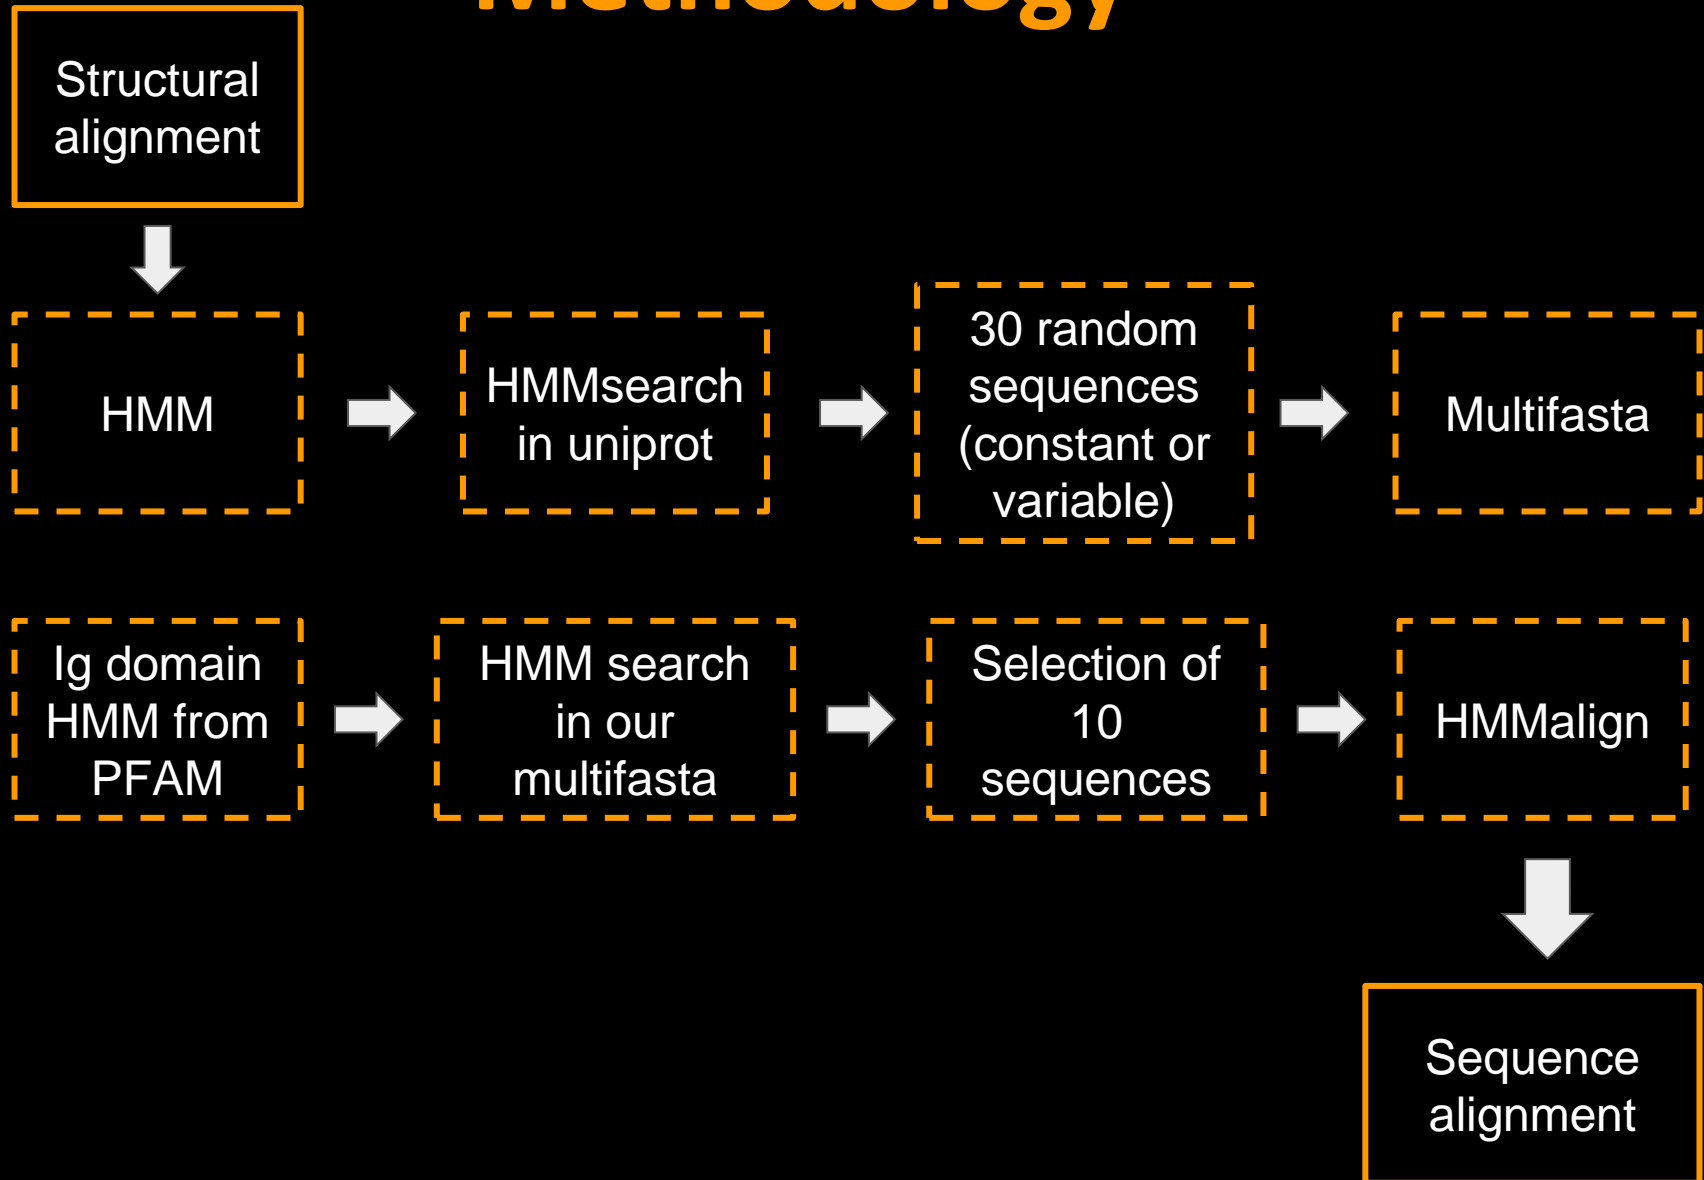 Methodology
Structural
alignment
HMM
HMMsearch
in uniprot
30 random
sequences
(constant or
variable)
Multifasta
Ig domain
HMM from
PFAM
HMM search
in our
multifasta
Selection of
10
sequences
HMMalign
Sequence
alignment